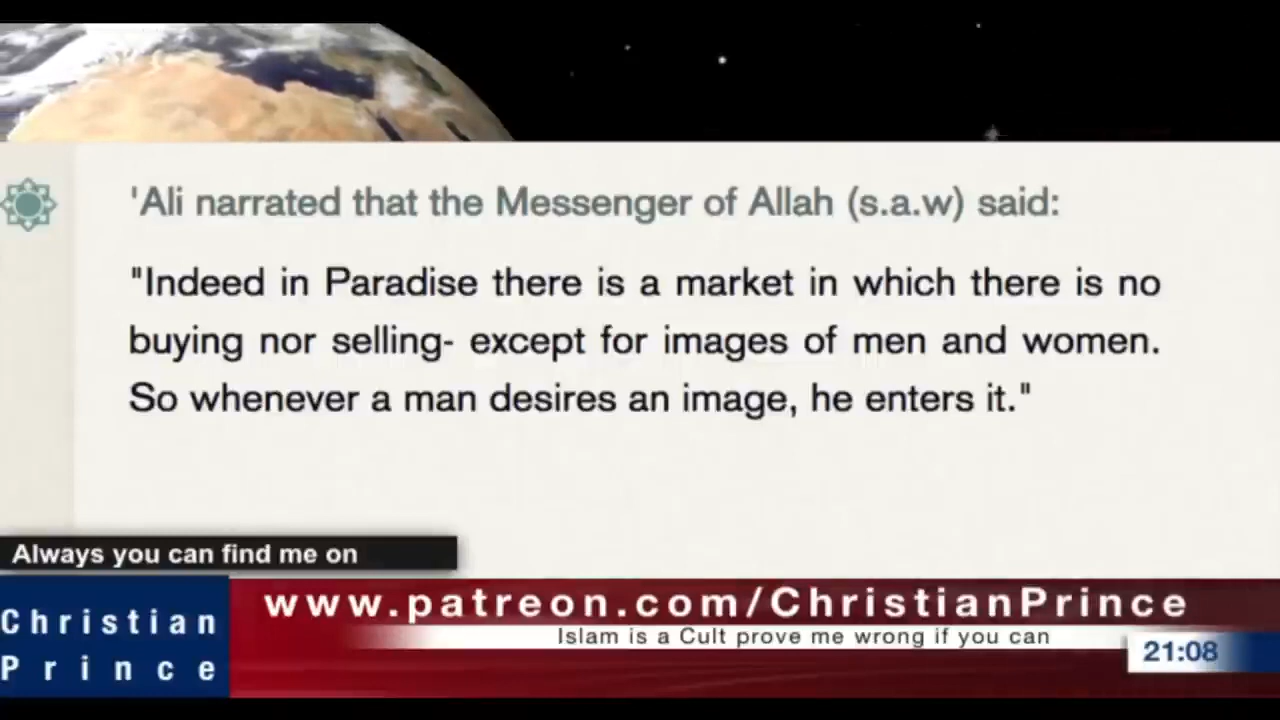 'Ali narrated that the Messenger of Allah (s.a.w) said:
"Indeed in Paradise there is a market in which there is no
buying nor selling- except for images of men and women.
So whenever a man desires an image, he enters it."
Always you can find me on
www.patreon.com/ChristianPrince
Islam is a Cult prove me wrong if you can
Christian
Prince
21:08